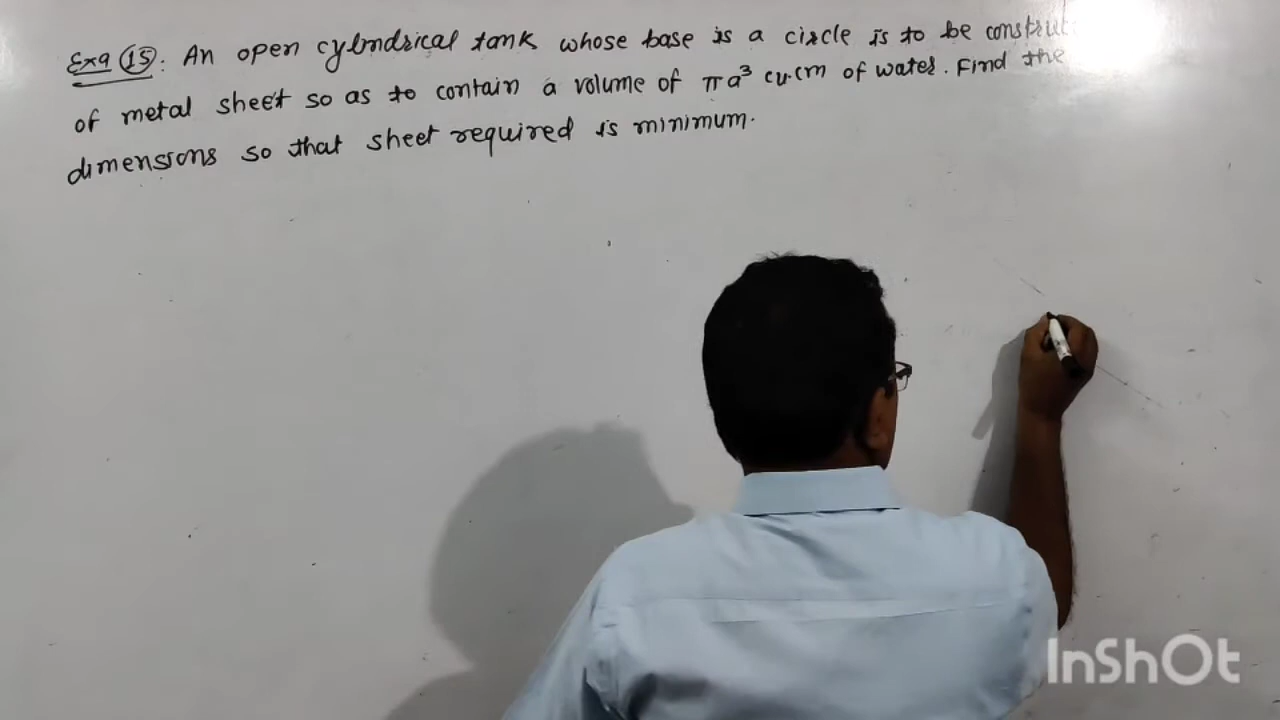 Exa (15): An open cylindrical tank whose base is a circle is to be construt
of metal sheet so as to contain a volume of πa³ cu.cm of water. Find the
dimensions so that sheet required is minimum.
InShOt